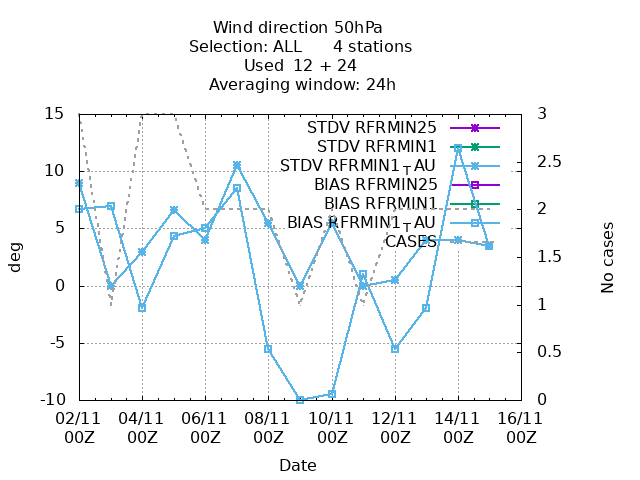 Wind direction 50hPa
Selection: ALL 4 stations
Used 12 + 24
Averaging window: 24h
15
10
5
0
-5
-10
deg
3
2.5
2
1.5
1
0.5
0
No cases
STDV RFRMIN25
STDV RFRMIN1
STDV RFRMIN1┬AU
BIAS RFRMIN25
BIAS RFRMIN1
BIAS RFRMIN1┬AU
CASES
02/11 04/11 06/11 08/11 10/11 12/11 14/11 16/11
00Z 00Z 00Z 00Z 00Z 00Z 00Z 00Z
Date